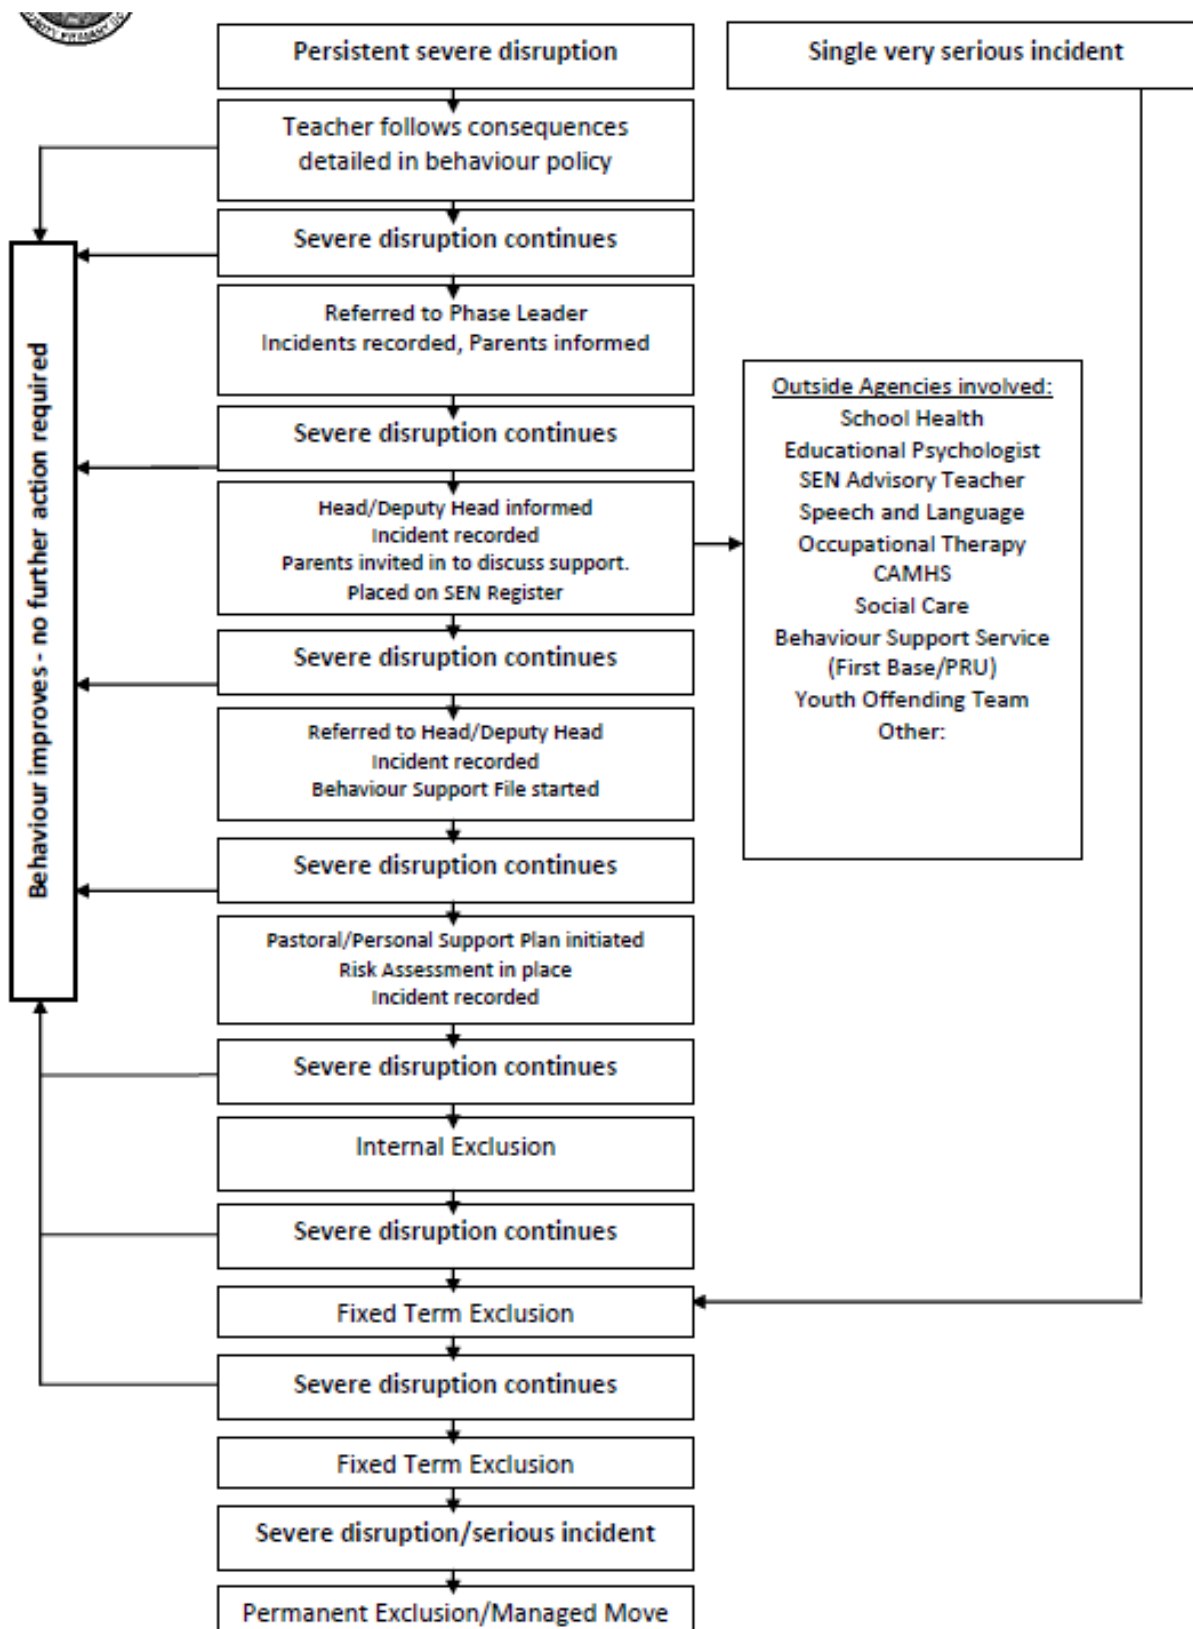 UNITY PRIMARY
Persistent severe disruption
Single very serious incident
Teacher follows consequences
detailed in behaviour policy
Severe disruption continues
Referred to Phase Leader
Incidents recorded, Parents informed
Severe disruption continues
Head/Deputy Head informed
Incident recorded
Parents invited in to discuss support.
Placed on SEN Register
Severe disruption continues
Referred to Head/Deputy Head
Incident recorded
Behaviour Support File started
Severe disruption continues
Pastoral/Personal Support Plan initiated
Risk Assessment in place
Incident recorded
Severe disruption continues
Internal Exclusion
Severe disruption continues
Fixed Term Exclusion
Severe disruption continues
Fixed Term Exclusion
Severe disruption/serious incident
Permanent Exclusion/Managed Move
Behaviour improves - no further action required
Outside Agencies involved:
School Health
Educational Psychologist
SEN Advisory Teacher
Speech and Language
Occupational Therapy
CAMHS
Social Care
Behaviour Support Service
(First Base/PRU)
Youth Offending Team
Other: